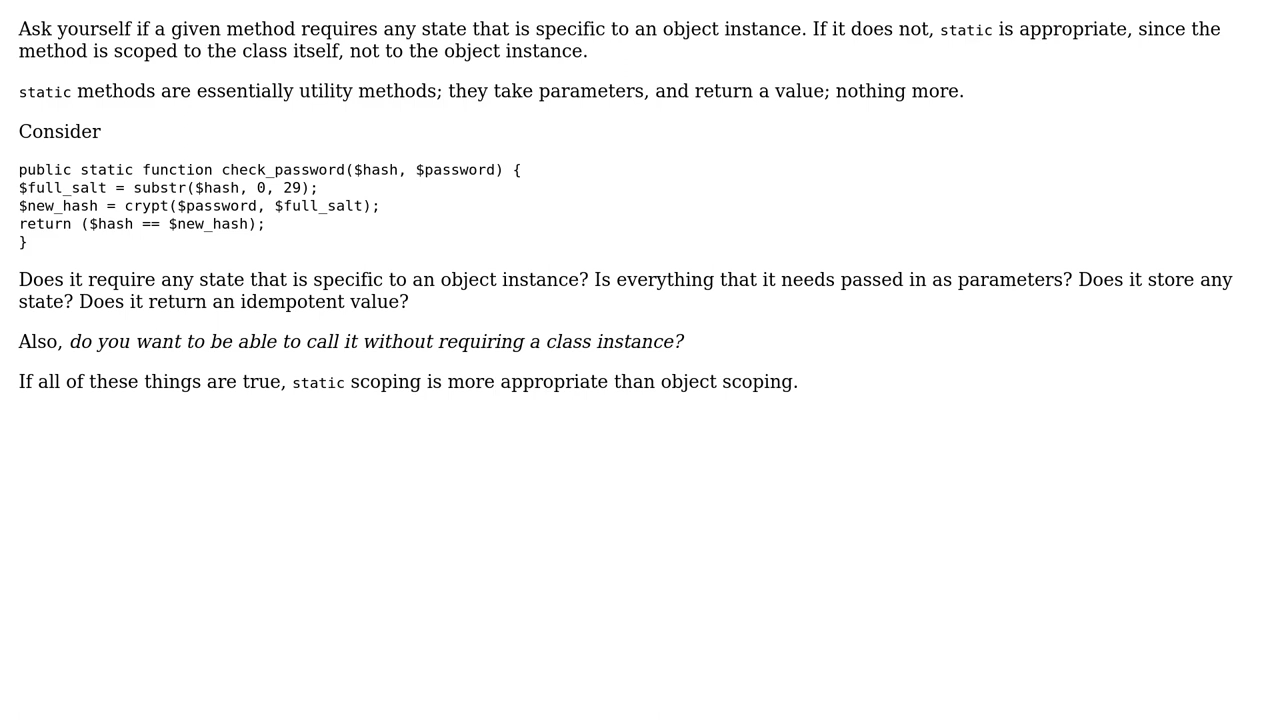 Ask yourself if a given method requires any state that is specific to an object instance. If it does not, static is appropriate, since the
method is scoped to the class itself, not to the object instance.
static methods are essentially utility methods; they take parameters, and return a value; nothing more.
Consider
public static function check_password($hash, $password) {
$full_salt = substr($hash, 0, 29);
$new_hash = crypt($password, $full_salt);
return ($hash == $new_hash);
}
Does it require any state that is specific to an object instance? Is everything that it needs passed in as parameters? Does it store any
state? Does it return an idempotent value?
Also, do you want to be able to call it without requiring a class instance?
If all of these things are true, static scoping is more appropriate than object scoping.